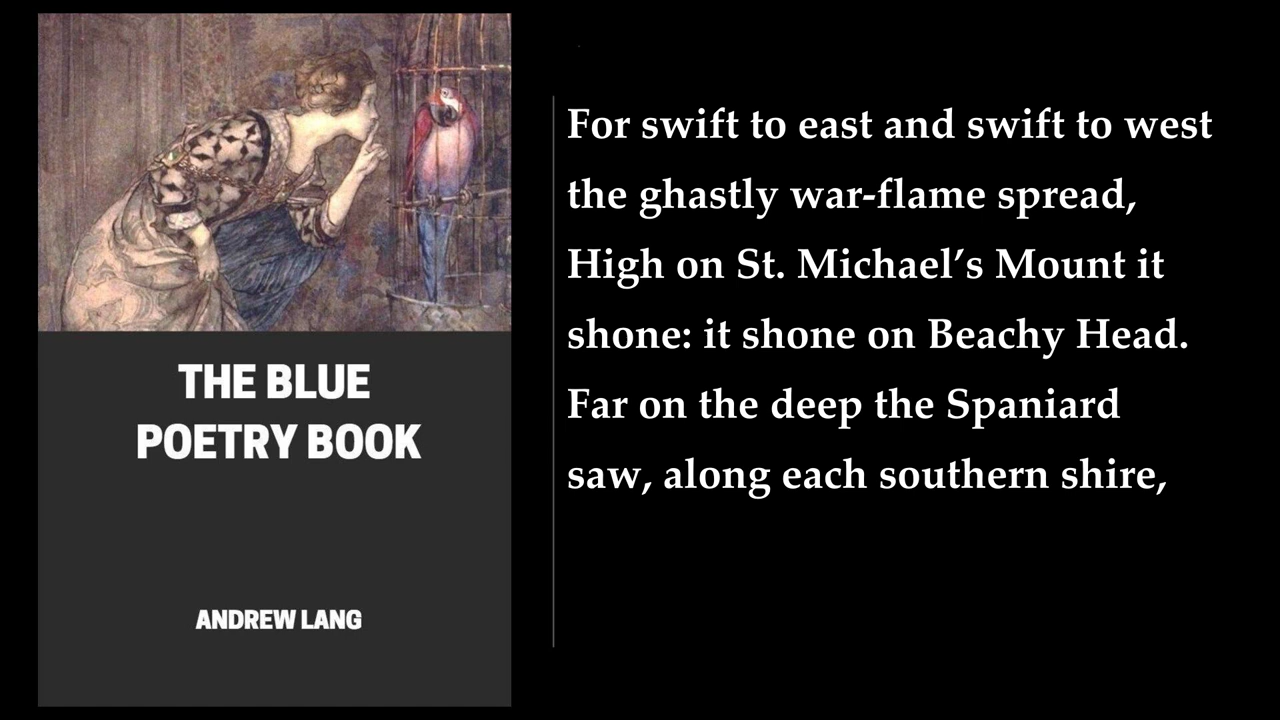 THE BLUE
POETRY BOOK
ANDREW LANG
For swift to east and swift to west
the ghastly war-flame spread,
High on St. Michael’s Mount it
shone: it shone on Beachy Head.
Far on the deep the Spaniard
saw, along each southern shire,